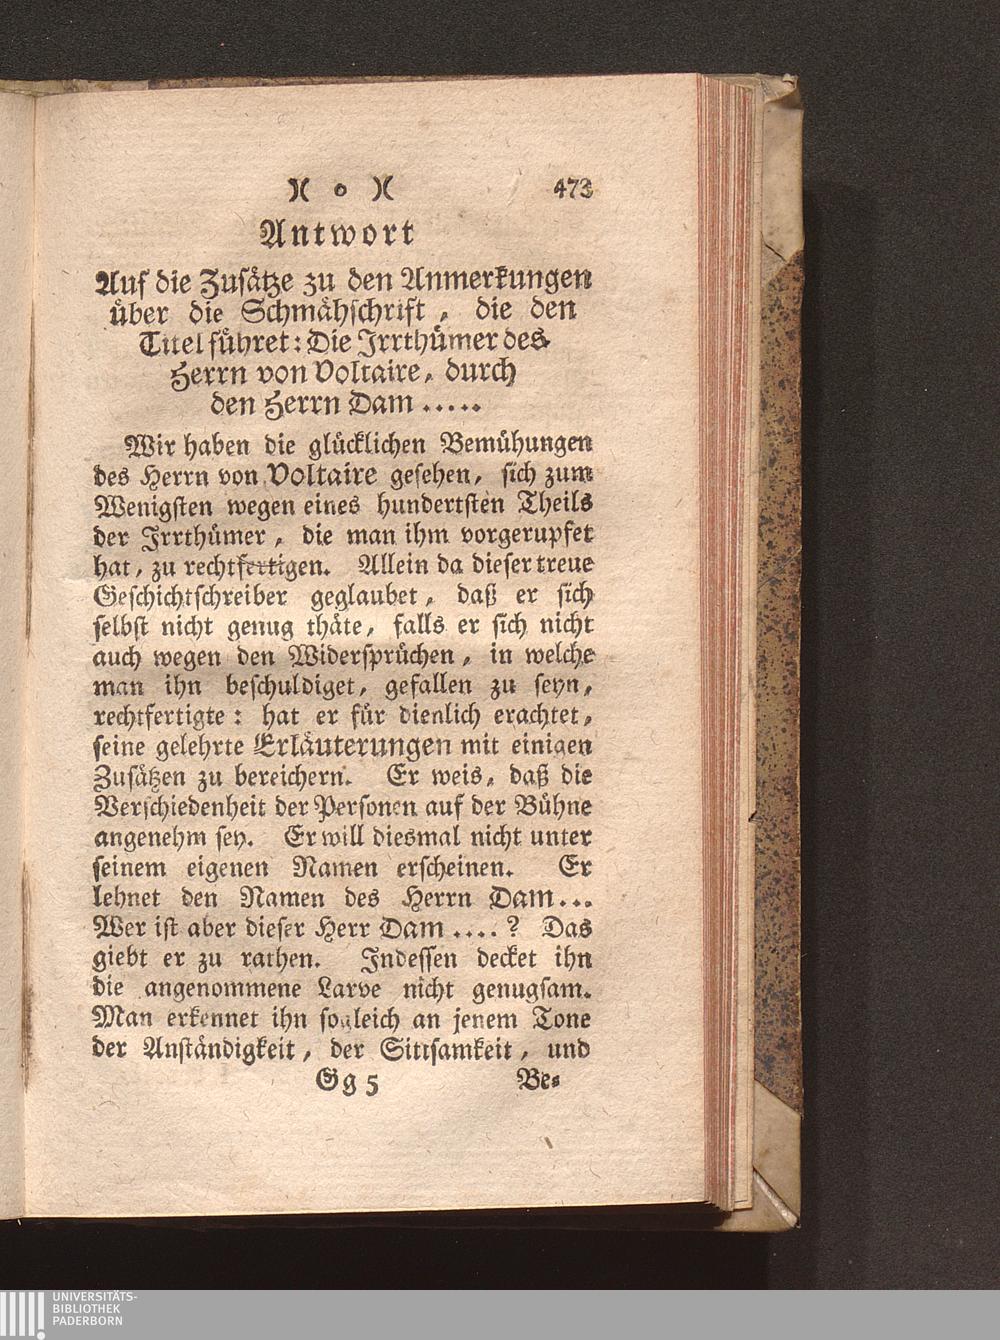 )( o )( 473
Antwort
Auf die Zusätze zu den Anmerkungen
über die Schmähschrift, die den
Titel führet: Die Irrthümer des
Herrn von Voltaire, durch
den Herrn Dam .....
Wir haben die glücklichen Bemühungen
des Herrn von Voltaire gesehen, sich zum
Wenigsten wegen eines hundertsten Theils
der Irrthümer, die man ihm vorgerupfet
hat, zu rechtfertigen. Allein da dieser treue
Geschichtschreiber geglaubet, daß er sich
selbst nicht genug thäte, falls er sich nicht
auch wegen den Widersprüchen, in welche
man ihn beschuldiget, gefallen zu seyn,
rechtfertigte: hat er für dienlich erachtet,
seine gelehrte Erläuterungen mit einigen
Zusätzen zu bereichern. Er weis, daß die
Verschiedenheit der Personen auf der Bühne
angenehm sey. Er will diesmal nicht unter
seinem eigenen Namen erscheinen. Er
lehnet den Namen des Herrn Dam...
Wer ist aber dieser Herr Dam ....? Das
giebt er zu rathen. Indessen decket ihn
die angenommene Larve nicht genugsam.
Man erkennet ihn sogleich an jenem Tone
der Anständigkeit, der Sittsamkeit, und
Gg 5 Be-
UNIVERSITÄTS-
BIBLIOTHEK
PADERBORN